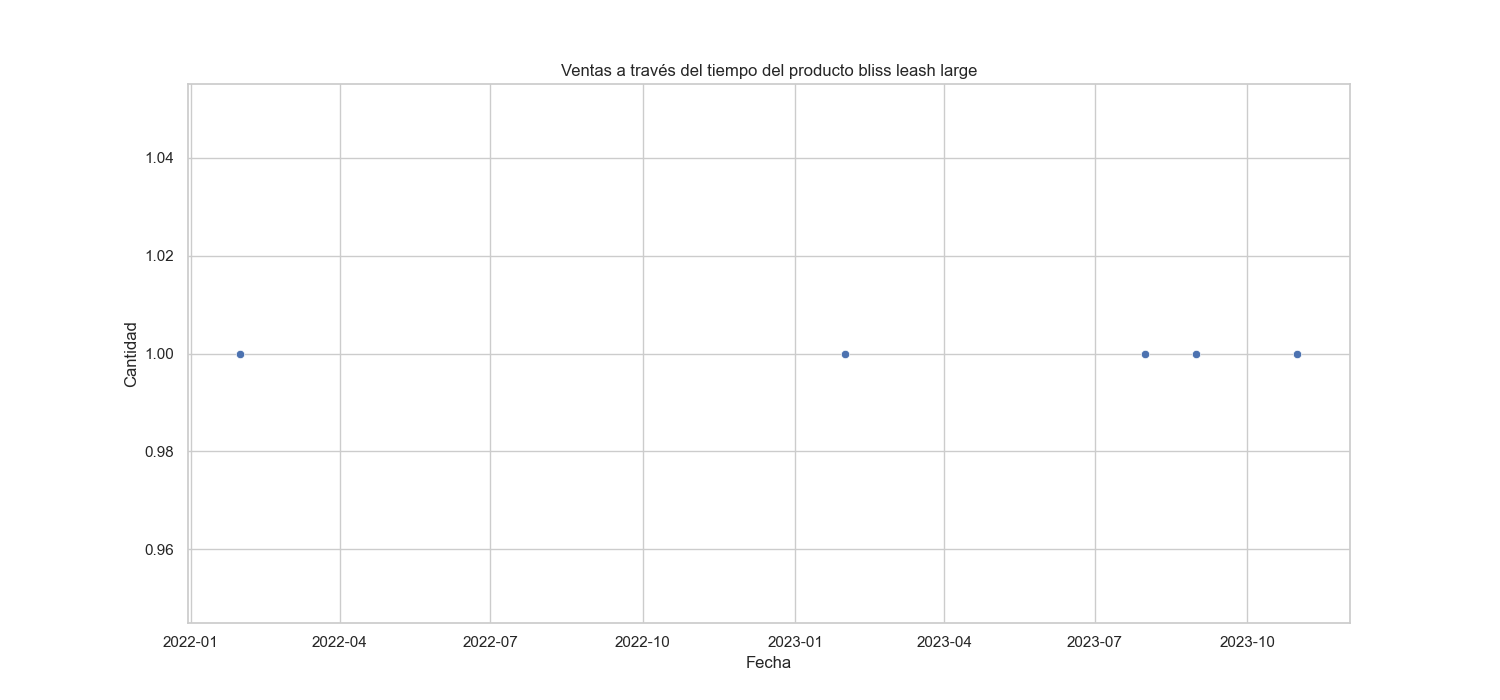 Ventas a través del tiempo del producto bliss leash large
1.04
1.02
1.00
0.98
0.96
Cantidad
2022-01 2022-04 2022-07 2022-10 2023-01 2023-04 2023-07 2023-10
Fecha